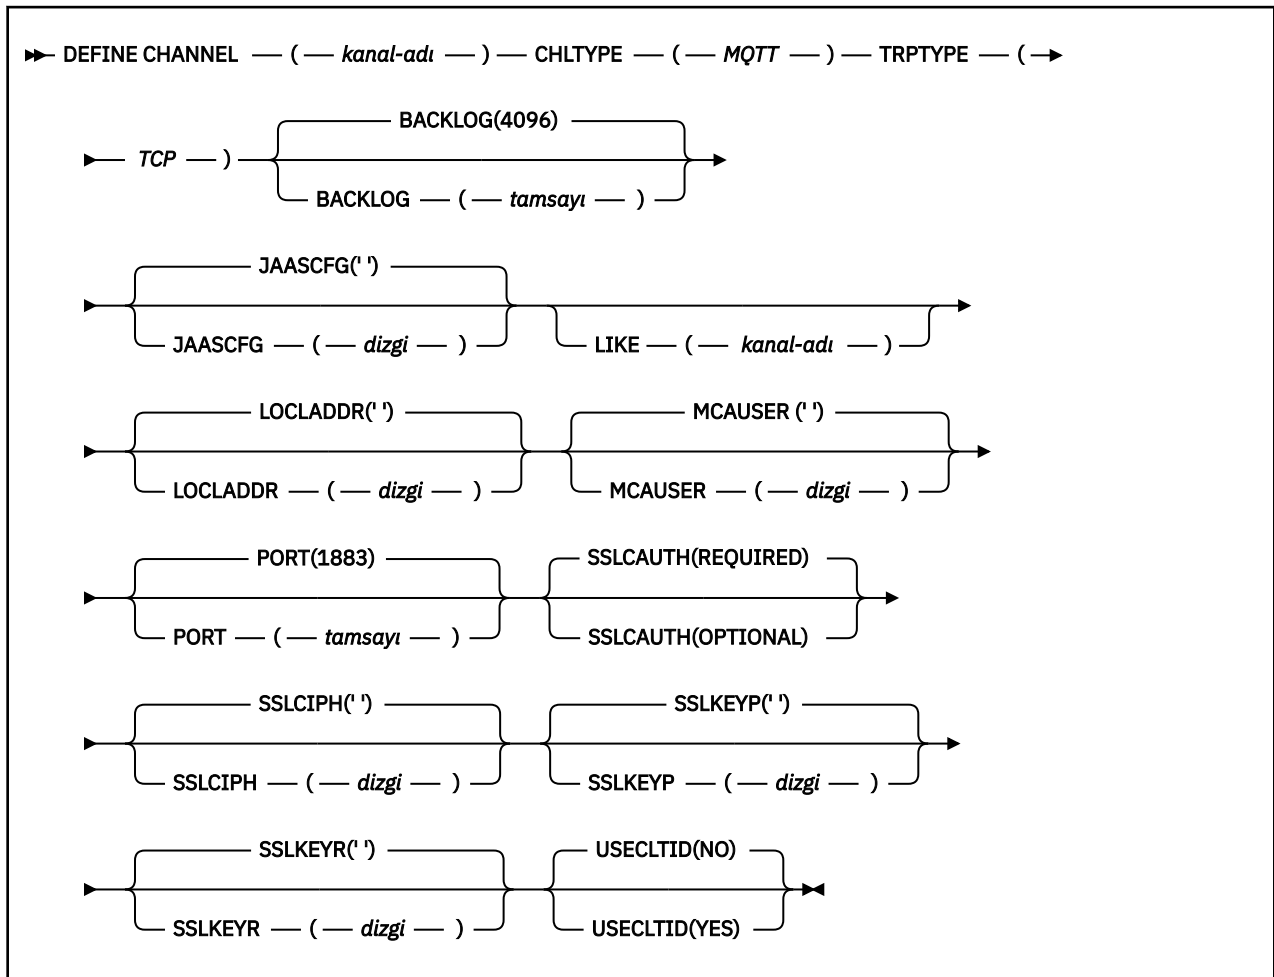 DEFINE CHANNEL ( kanal-adı ) CHLTYPE ( MQTT ) TRPTYPE (
BACKLOG(4096)
TCP )
BACKLOG ( tamsayı )
JAASCFG(' ')
JAASCFG ( dizgi )
LIKE ( kanal-adı )
LOCLADDR(' ') MCAUSER (' ')
LOCLADDR ( dizgi ) MCAUSER ( dizgi )
PORT(1883) SSLCAUTH(REQUIRED)
PORT ( tamsayı ) SSLCAUTH(OPTIONAL)
SSLCIPH(' ') SSLKEYP(' ')
SSLCIPH ( dizgi ) SSLKEYP ( dizgi )
SSLKEYR(' ') USECLTID(NO)
SSLKEYR ( dizgi ) USECLTID(YES)